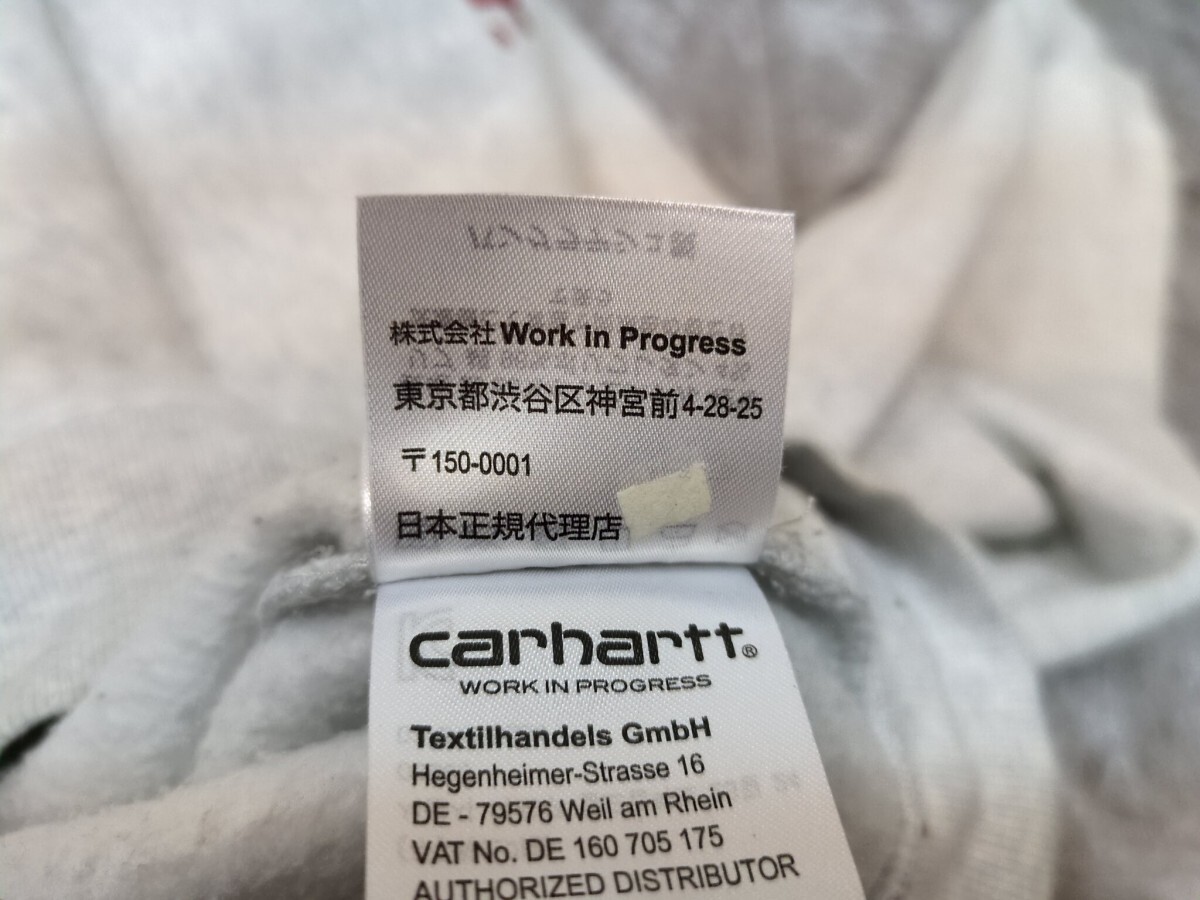 株式会社Work in Progress
東京都渋谷区神宮前4-28-25
〒150-0001
日本正規代理店
carhartt®
WORK IN PROGRESS
Textilhandels GmbH
Hegenheimer-Strasse 16
DE - 79576 Weil am Rhein
VAT No. DE 160 705 175
AUTHORIZED DISTRIBUTOR